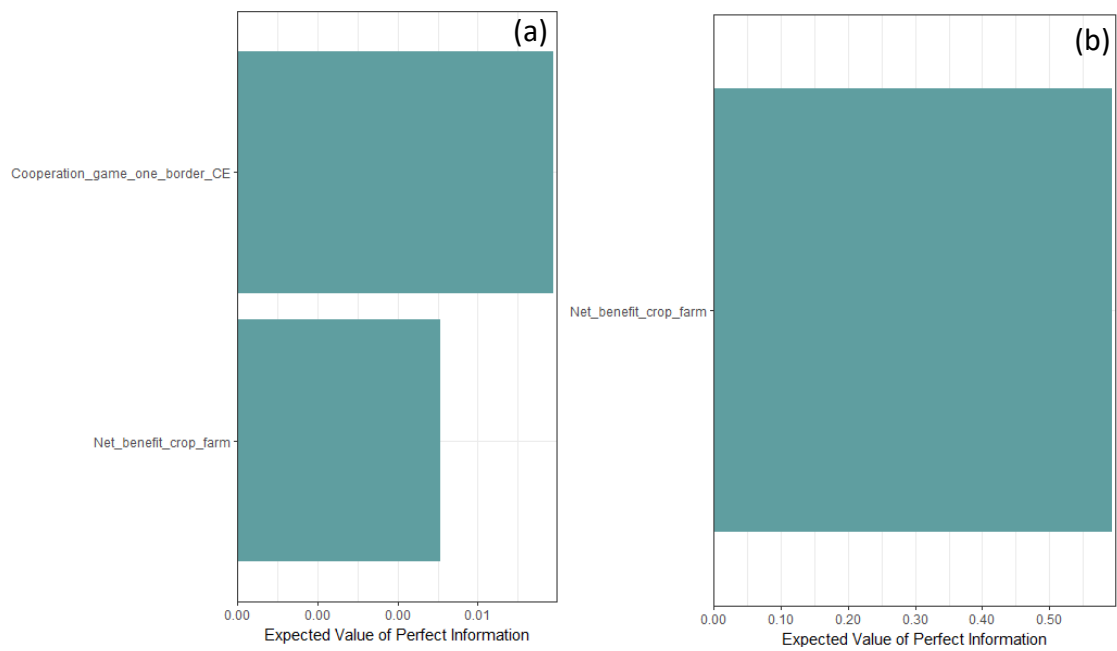 (a)
Cooperation_game_one_border_CE
Net_benefit_crop_farm
0.00 0.00 0.00 0.01
Expected Value of Perfect Information
(b)
Net_benefit_crop_farm
0.00 0.10 0.20 0.30 0.40 0.50
Expected Value of Perfect Information